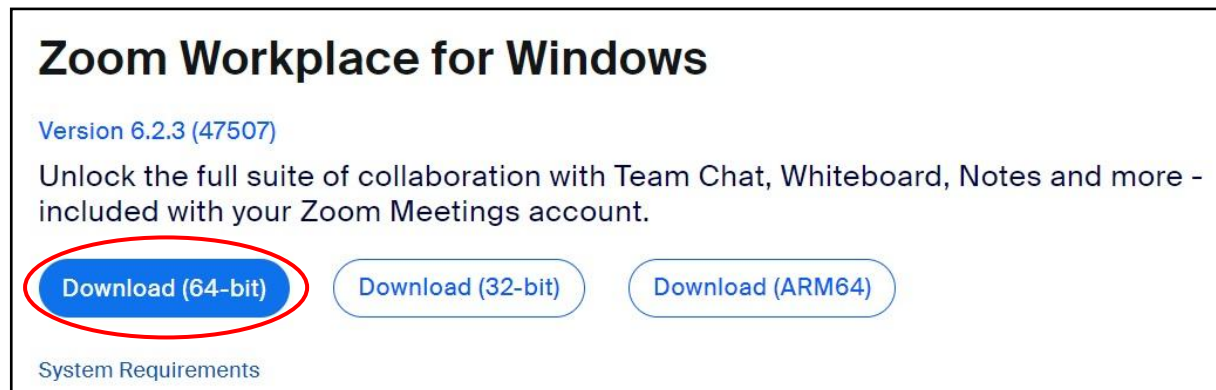 Zoom Workplace for Windows
Version 6.2.3 (47507)
Unlock the full suite of collaboration with Team Chat, Whiteboard, Notes and more -
included with your Zoom Meetings account.
Download (64-bit) Download (32-bit) Download (ARM64)
System Requirements